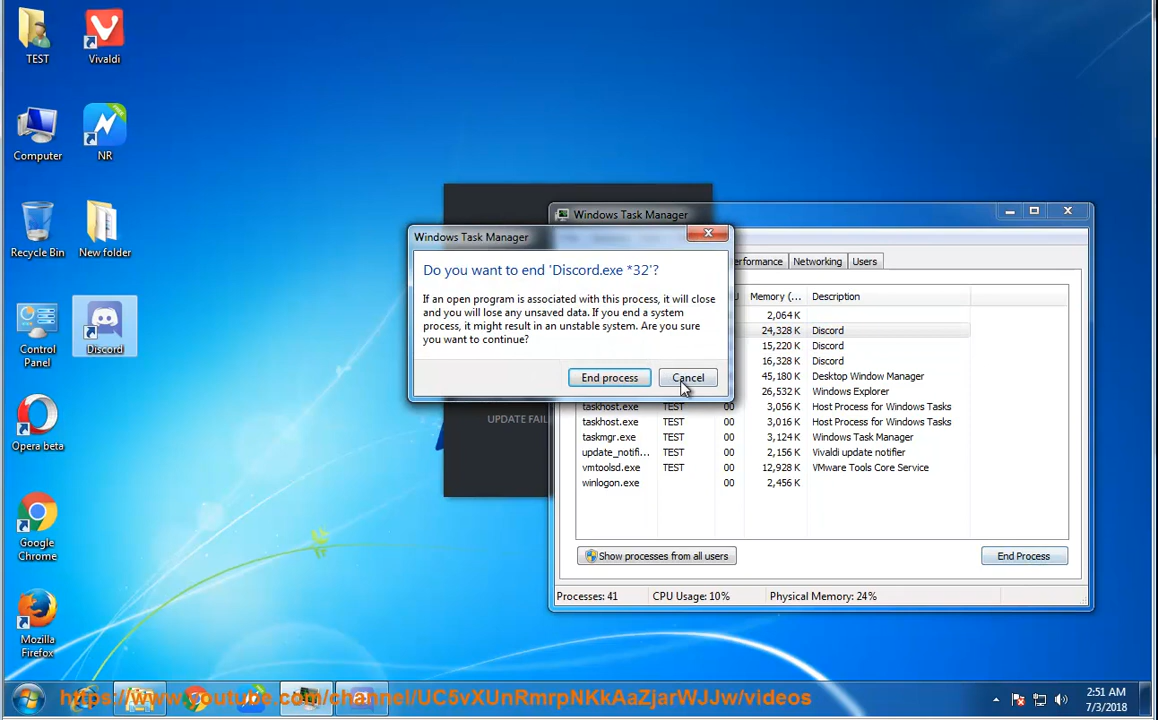 TEST
Vivaldi
Computer
NR
Recycle Bin
New folder
Control
Panel
Discord
Opera beta
Google
Chrome
Mozilla
Firefox
Windows Task Manager
erformance
Networking
Users
Memory (...
Description
2,064 K
24,328 K Discord
15,220 K Discord
16,328 K Discord
45,180 K Desktop Window Manager
26,532 K Windows Explorer
taskhost.exe TEST 00 3,056 K Host Process for Windows Tasks
taskhost.exe TEST 00 3,016 K Host Process for Windows Tasks
taskmgr.exe TEST 00 3,124 K Windows Task Manager
update_notifi... TEST 00 2,156 K Vivaldi update notifier
vmtoolsd.exe TEST 00 12,928 K VMware Tools Core Service
winlogon.exe 00 2,456 K
Show processes from all users
End Process
Processes: 41 CPU Usage: 10% Physical Memory: 24%
Windows Task Manager
Do you want to end 'Discord.exe *32'?
If an open program is associated with this process, it will close
and you will lose any unsaved data. If you end a system
process, it might result in an unstable system. Are you sure
you want to continue?
End process
Cancel
UPDATE FAIL
https://www.youtube.com/channel/UC5vXUnRmrpNKkAaZjarWJJw/videos
2:51 AM
7/3/2018